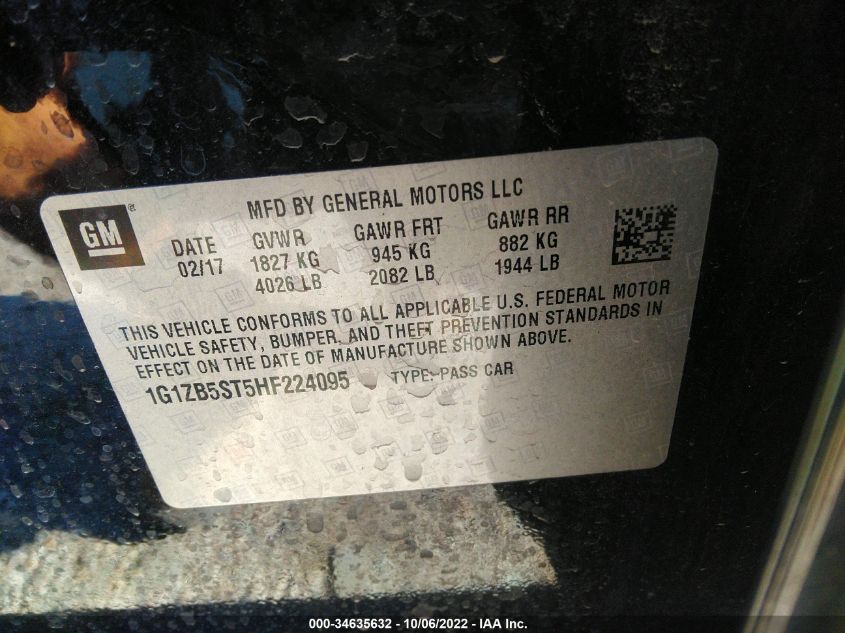 MFD BY GENERAL MOTORS LLC
GM
DATE GVWR GAWR FRT GAWR RR
02/17 1827 KG 945 KG 882 KG
4026 LB 2082 LB 1944 LB
THIS VEHICLE CONFORMS TO ALL APPLICABLE U.S. FEDERAL MOTOR
VEHICLE SAFETY, BUMPER, AND THEFT PREVENTION STANDARDS IN
EFFECT ON THE DATE OF MANUFACTURE SHOWN ABOVE.
1G1ZB5ST5HF224095 TYPE: PASS CAR
000-34635632 - 10/06/2022 - IAA Inc.